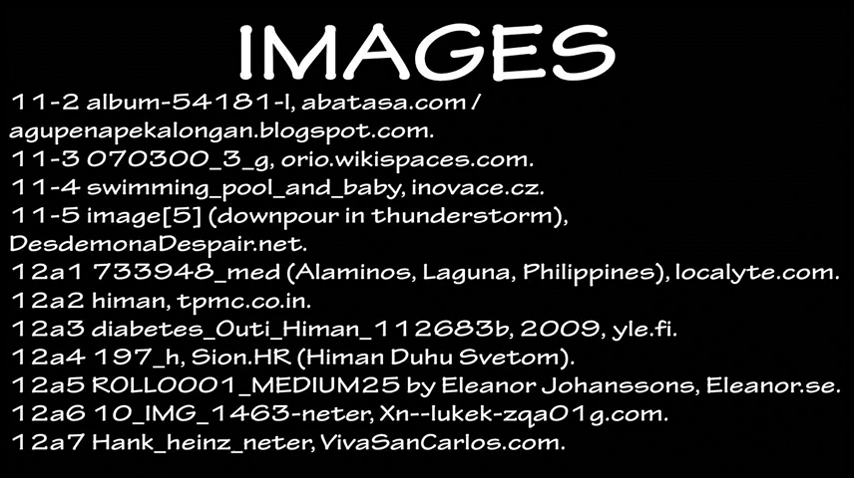 IMAGES
11-2 album-54181-l, abatasa.com /
agupenapekalongan.blogspot.com.
11-3 070300_3_g, orio.wikispaces.com.
11-4 swimming_pool_and_baby, inovace.cz.
11-5 image[5] (downpour in thunderstorm),
DesdemonaDespair.net.
12a1 733948_med (Alaminos, Laguna, Philippines), localyte.com.
12a2 himan, tpmc.co.in.
12a3 diabetes_Outi_Himan_112683b, 2009, yle.fi.
12a4 197_h, Sion.HR (Himan Duhu Svetom).
12a5 ROLL0001_MEDIUM25 by Eleanor Johanssons, Eleanor.se.
12a6 10_IMG_1463-neter, Xn--lukek-zqa01g.com.
12a7 Hank_heinz_neter, VivaSanCarlos.com.